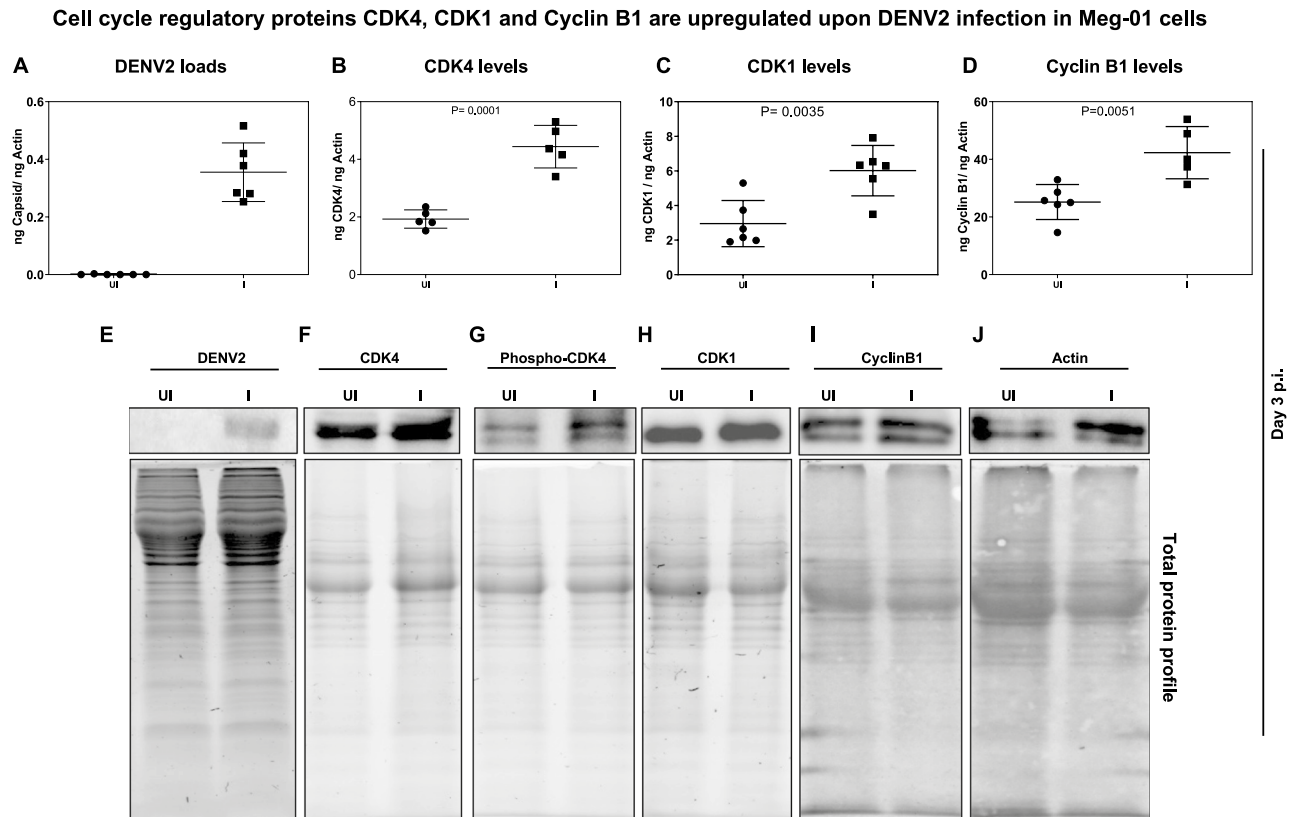 Cell cycle regulatory proteins CDK4, CDK1 and Cyclin B1 are upregulated upon DENV2 infection in Meg-01 cells
A
DENV2 loads
ng Capsid/ ng Actin
0.6
0.4
0.2
0.0
UI
I
B
CDK4 levels
P= 0.0001
ng CDK4/ ng Actin
6
4
2
0
UI
I
C
CDK1 levels
P= 0.0035
ng CDK1 / ng Actin
10
8
6
4
2
0
UI
I
D
Cyclin B1 levels
P=0.0051
ng Cyclin B1/ ng Actin
60
40
20
0
UI
I
E
DENV2
UI I
F
CDK4
UI I
G
Phospho-CDK4
UI I
H
CDK1
UI I
I
CyclinB1
UI I
J
Actin
UI I
Total protein profile
Day 3 p.i.